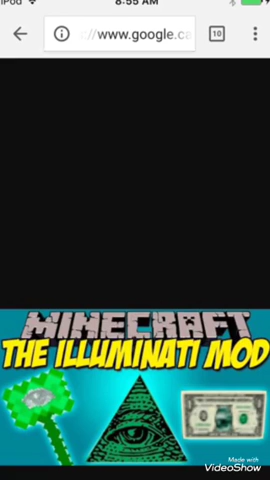 iPod
8:55 AM
://www.google.ca
10
MINECRAFT
THE ILLUMINATI MOD
Made with
VideoShow